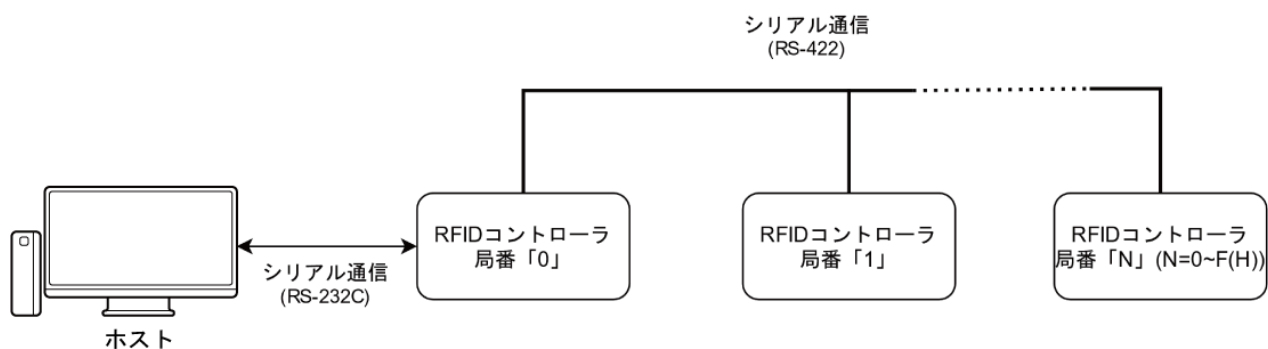 シリアル通信
(RS-422)
RFIDコントローラ
局番「0」
RFIDコントローラ
局番「1」
RFIDコントローラ
局番「N」(N=0~F(H))
シリアル通信
(RS-232C)
ホスト